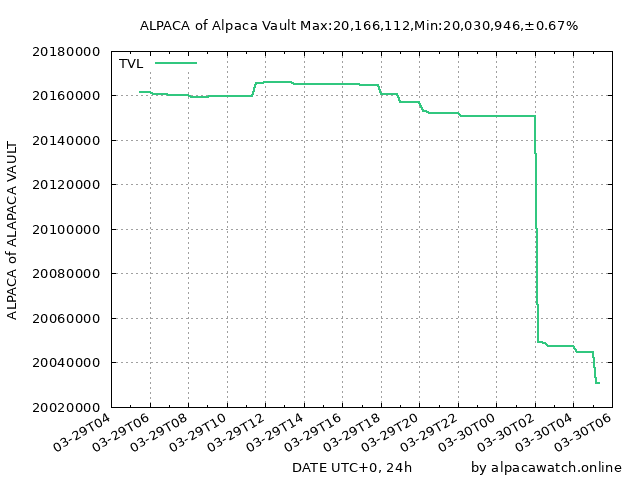 ALPACA of Alpaca Vault Max:20,166,112,Min:20,030,946,±0.67%
TVL
ALPACA of ALAPACA VAULT
20180000
20160000
20140000
20120000
20100000
20080000
20060000
20040000
20020000
03-29T04
03-29T06
03-29T08
03-29T10
03-29T12
03-29T14
03-29T16
03-29T18
03-29T20
03-29T22
03-30T00
03-30T02
03-30T04
03-30T06
DATE UTC+0, 24h
by alpacawatch.online